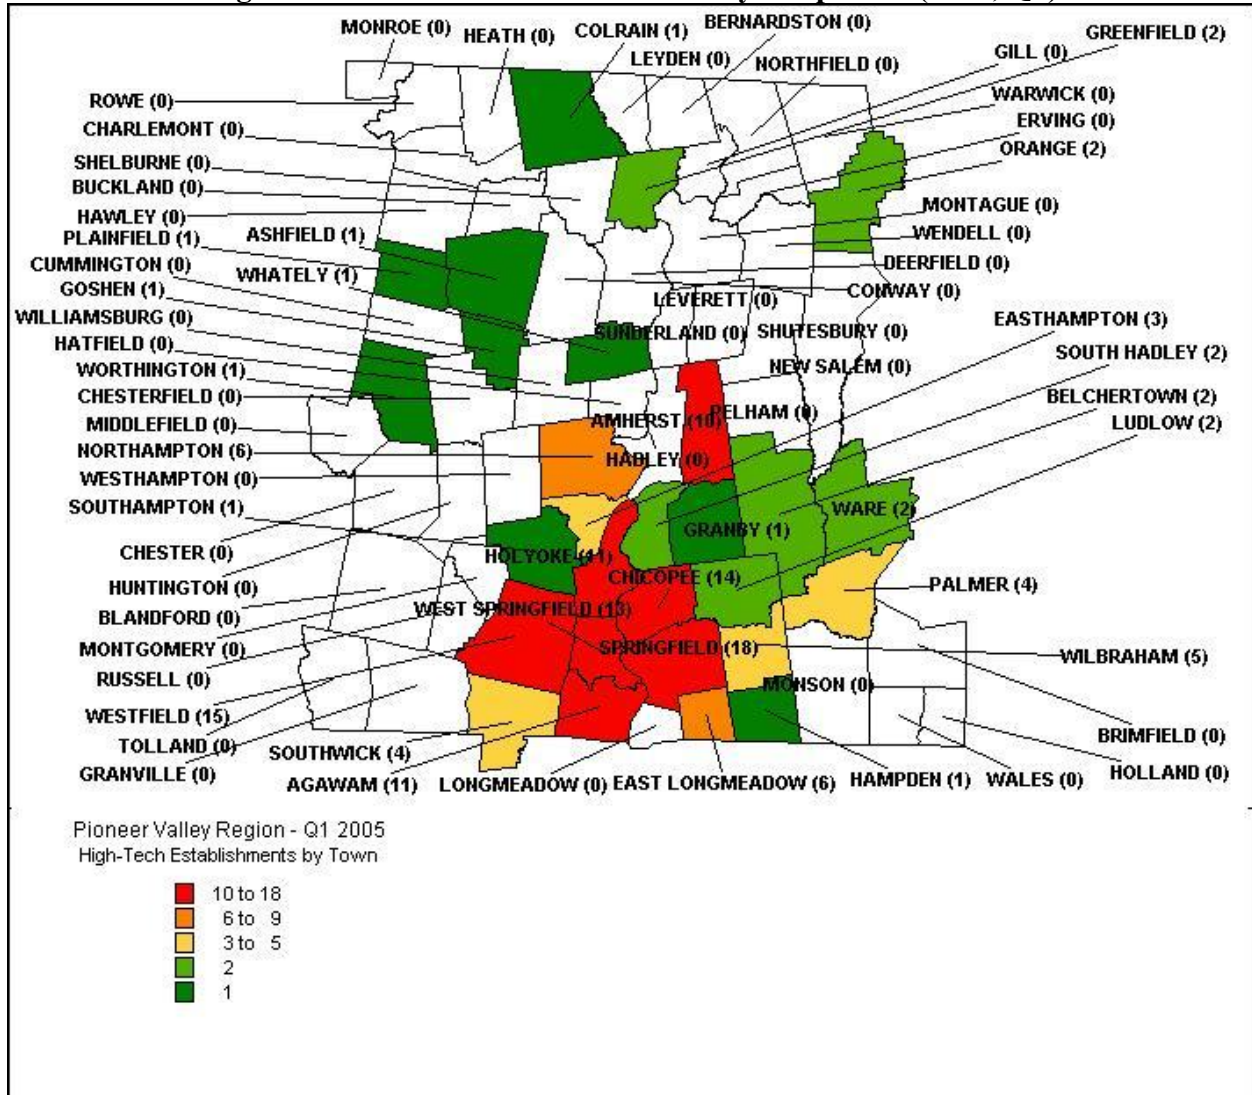 MONROE (0)
HEATH (0)
COLRAIN (1)
BERNARDSTON (0)
GREENFIELD (2)
LEYDEN (0)
GILL (0)
NORTHFIELD (0)
ROWE (0)
WARWICK (0)
CHARLEMONT (0)
ERVING (0)
SHELBURNE (0)
ORANGE (2)
BUCKLAND (0)
HAWLEY (0)
MONTAGUE (0)
PLAINFIELD (1)
ASHFIELD (1)
WENDELL (0)
CUMMINGTON (0)
WHATELY (1)
DEERFIELD (0)
GOSHEN (1)
LEVERETT (0)
CONWAY (0)
WILLIAMSBURG (0)
SUNDERLAND (0)
SHUTESBURY (0)
EASTHAMPTON (3)
HATFIELD (0)
SOUTH HADLEY (2)
WORTHINGTON (1)
NEW SALEM (0)
CHESTERFIELD (0)
BELCHERTOWN (2)
MIDDLEFIELD (0)
AMHERST (10)
PELHAM (0)
LUDLOW (2)
NORTHAMPTON (6)
HADLEY (0)
WESTHAMPTON (0)
SOUTHAMPTON (1)
WARE (2)
GRANBY (1)
CHESTER (0)
HOLYOKE (11)
HUNTINGTON (0)
CHICOPEE (14)
PALMER (4)
BLANDFORD (0)
WEST SPRINGFIELD (13)
MONTGOMERY (0)
SPRINGFIELD (18)
WILBRAHAM (5)
RUSSELL (0)
MONSON (0)
WESTFIELD (15)
BRIMFIELD (0)
TOLLAND (0)
SOUTHWICK (4)
GRANVILLE (0)
HOLLAND (0)
AGAWAM (11)
LONGMEADOW (0)
EAST LONGMEADOW (6)
HAMPDEN (1)
WALES (0)
Pioneer Valley Region - Q1 2005
High-Tech Establishments by Town
10 to 18
6 to 9
3 to 5
2
1